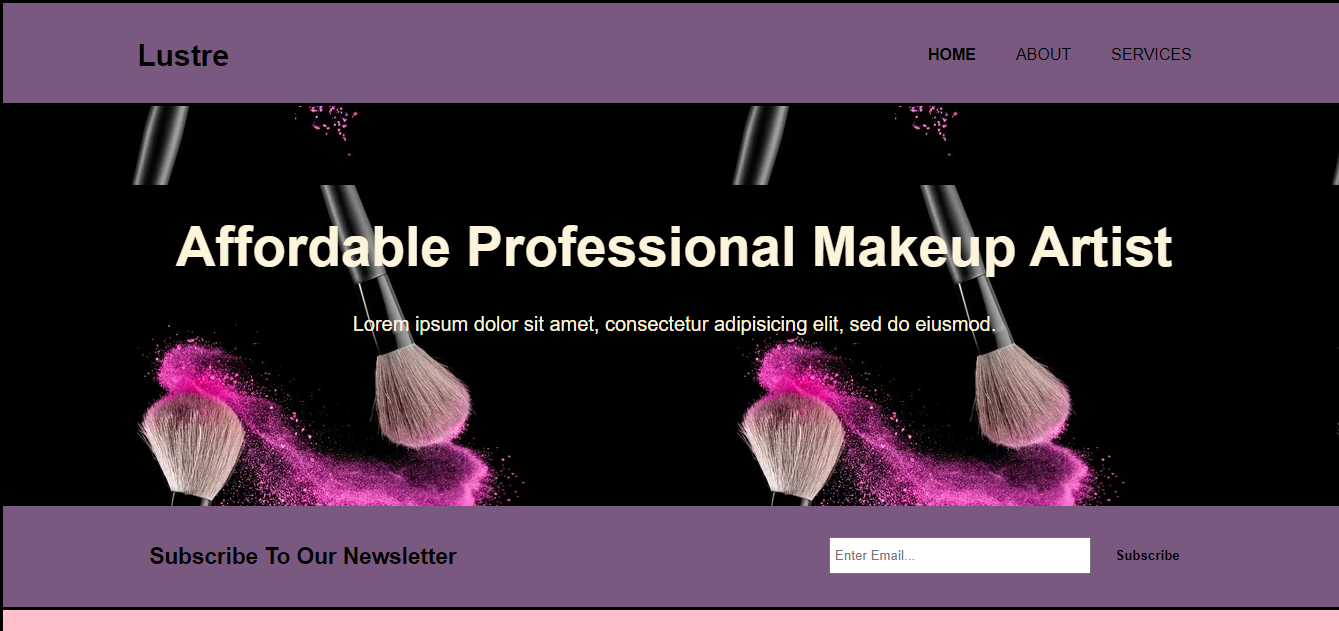 Lustre
HOME ABOUT SERVICES
Affordable Professional Makeup Artist
Lorem ipsum dolor sit amet, consectetur adipisicing elit, sed do eiusmod.
Subscribe To Our Newsletter
Enter Email...
Subscribe